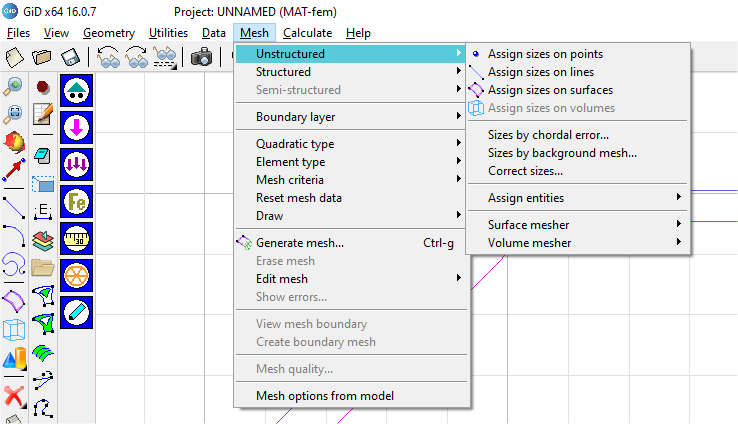 GiD x64 16.0.7 Project: UNNAMED (MAT-fem)
Files View Geometry Utilities Data Mesh Calculate Help
Unstructured
Structured
Semi-structured
Boundary layer
Quadratic type
Element type
Mesh criteria
Reset mesh data
Draw
Generate mesh... Ctrl-g
Erase mesh
Edit mesh
Show errors...
View mesh boundary
Create boundary mesh
Mesh quality...
Mesh options from model
Assign sizes on points
Assign sizes on lines
Assign sizes on surfaces
Assign sizes on volumes
Sizes by chordal error...
Sizes by background mesh...
Correct sizes...
Assign entities
Surface mesher
Volume mesher
E
Fe
30
GiD